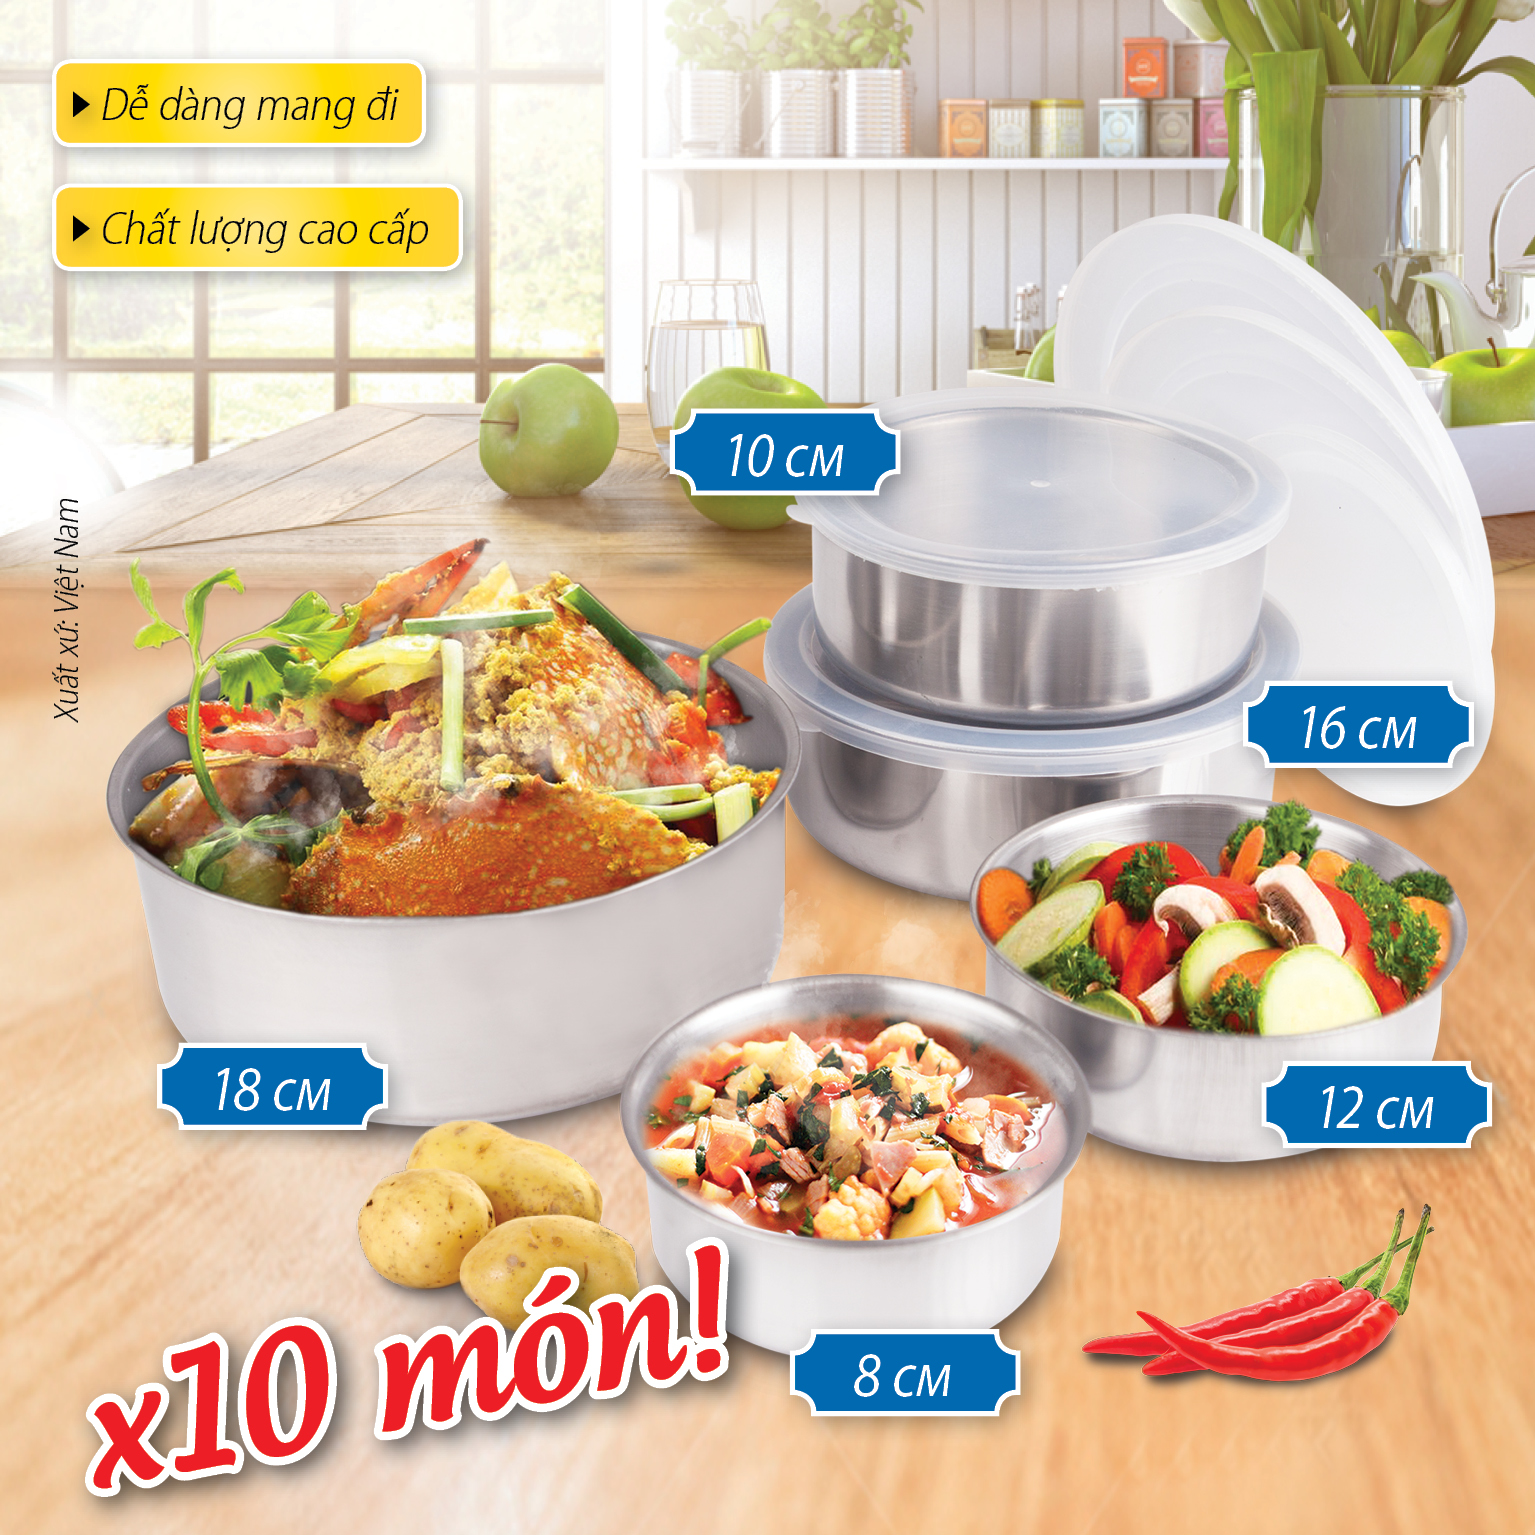 Dễ dàng mang đi
Chất lượng cao cấp
Xuất xứ: Việt Nam
10 CM
16 CM
18 CM
12 CM
8 CM
x10 món!